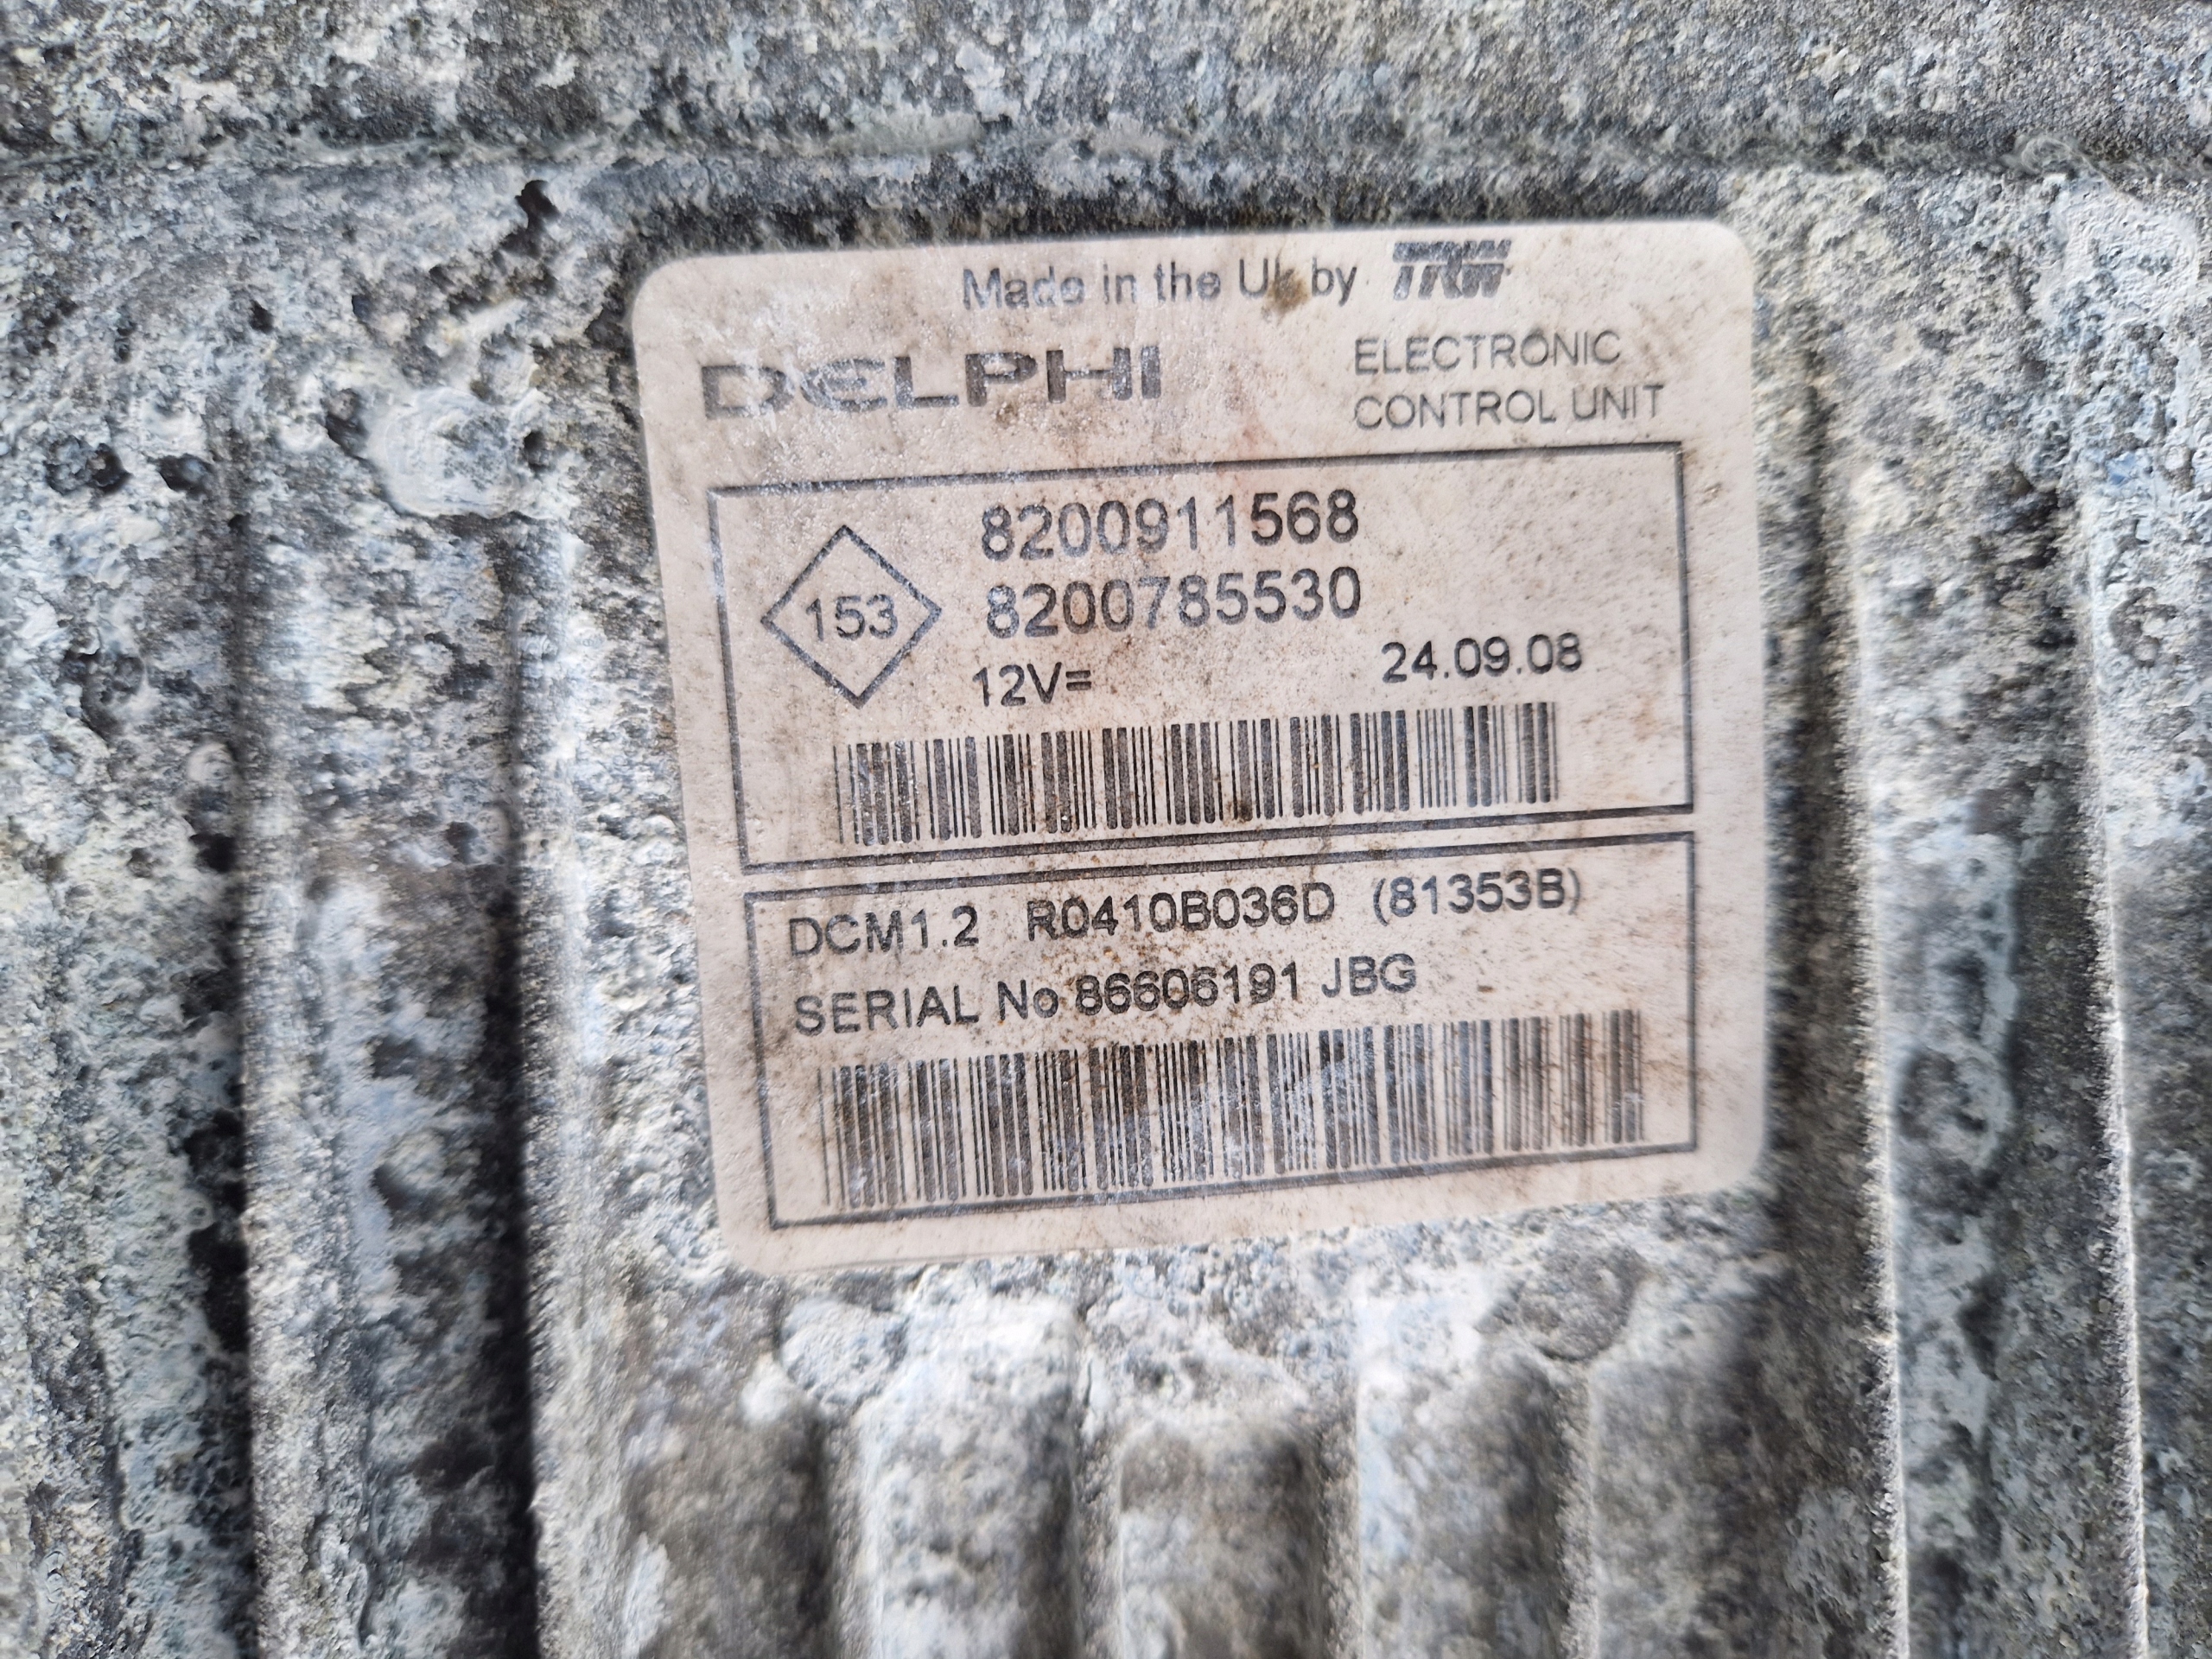 Made in the Uk by TRW
DELPHI
ELECTRONIC
CONTROL UNIT
8200911568
153
8200785530
12V= 24.09.08
DCM1.2 R0410B036D (81353B)
SERIAL No 86606191 JBG